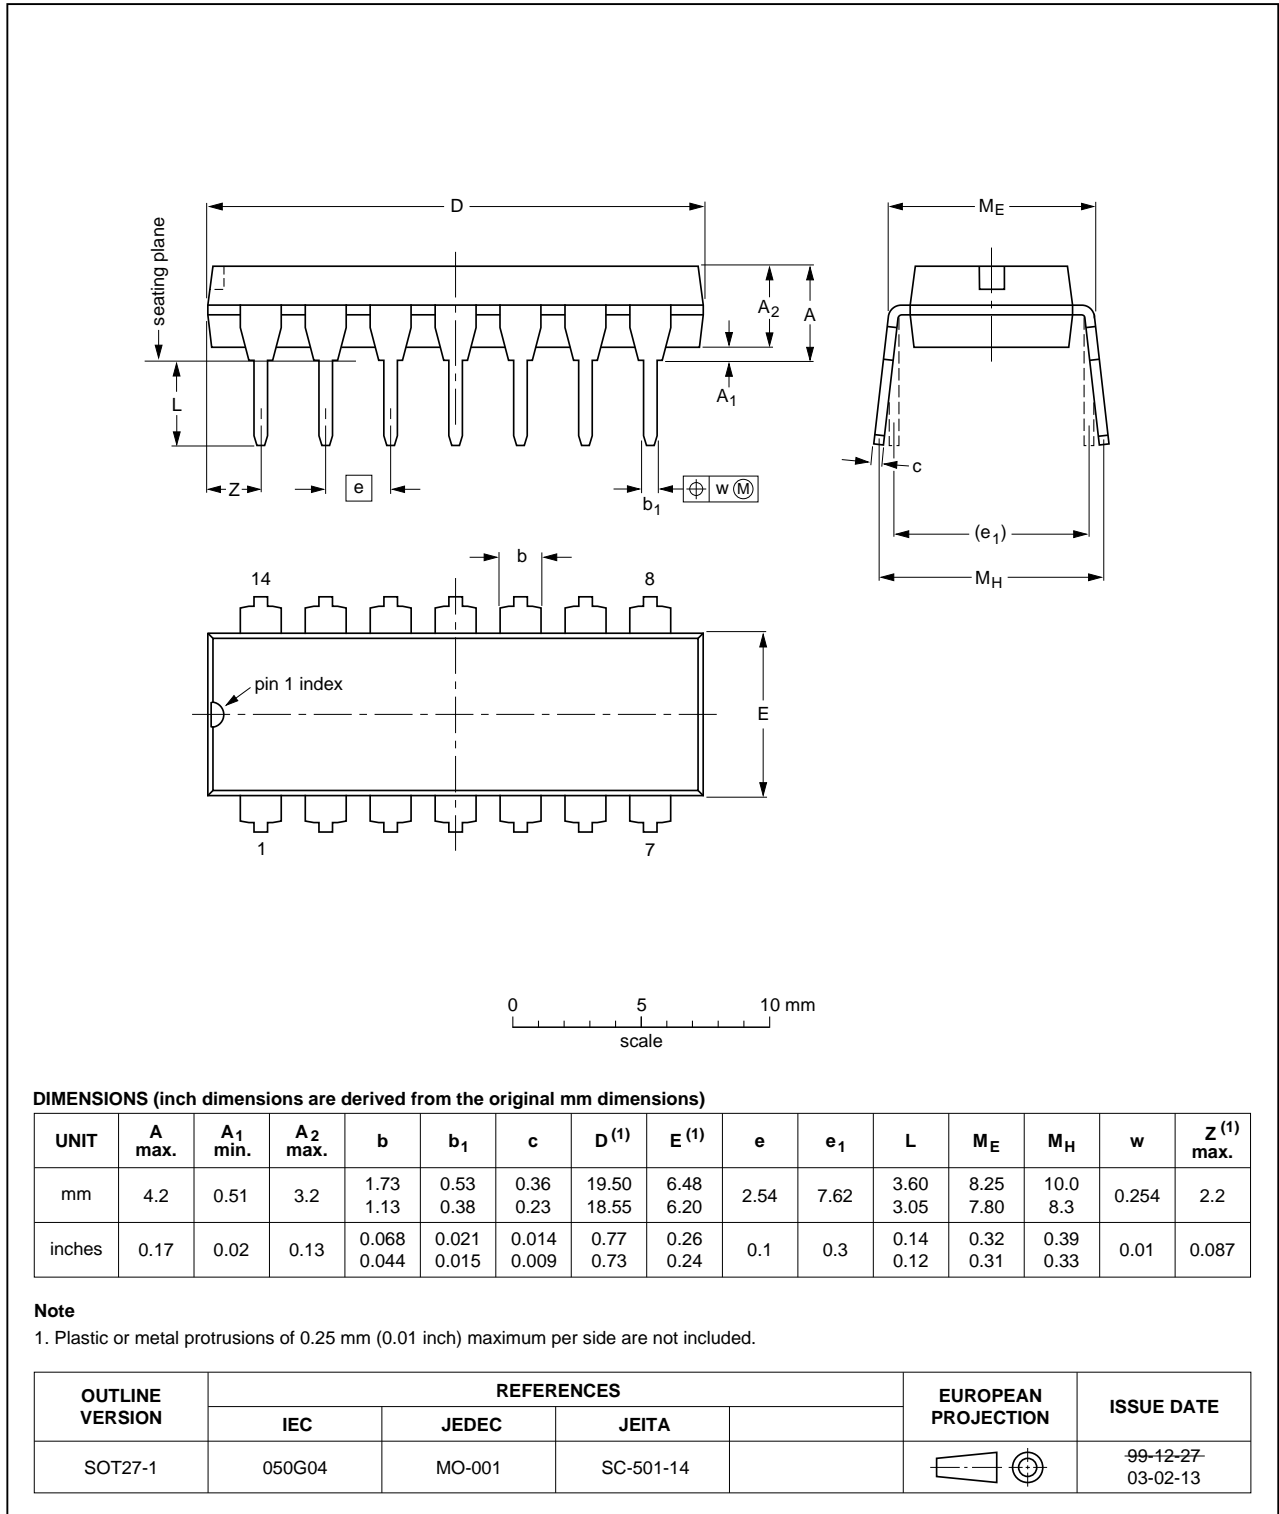 D
M_E
seating plane
A_2
A
A_1
L
Z
e
b_1
w (M)
c
(e_1)
M_H
b
14
8
pin 1 index
E
1
7
0 5 10 mm
scale
DIMENSIONS (inch dimensions are derived from the original mm dimensions)
UNIT A max. A_1 min. A_2 max. b b_1 c D (1) E (1) e e_1 L M_E M_H w Z (1) max.
mm 4.2 0.51 3.2 1.73 1.13 0.53 0.38 0.36 0.23 19.50 18.55 6.48 6.20 2.54 7.62 3.60 3.05 8.25 7.80 10.0 8.3 0.254 2.2
inches 0.17 0.02 0.13 0.068 0.044 0.021 0.015 0.014 0.009 0.77 0.73 0.26 0.24 0.1 0.3 0.14 0.12 0.32 0.31 0.39 0.33 0.01 0.087
Note
1. Plastic or metal protrusions of 0.25 mm (0.01 inch) maximum per side are not included.
OUTLINE VERSION REFERENCES EUROPEAN PROJECTION ISSUE DATE
IEC JEDEC JEITA
SOT27-1 050G04 MO-001 SC-501-14 99-12-27
03-02-13